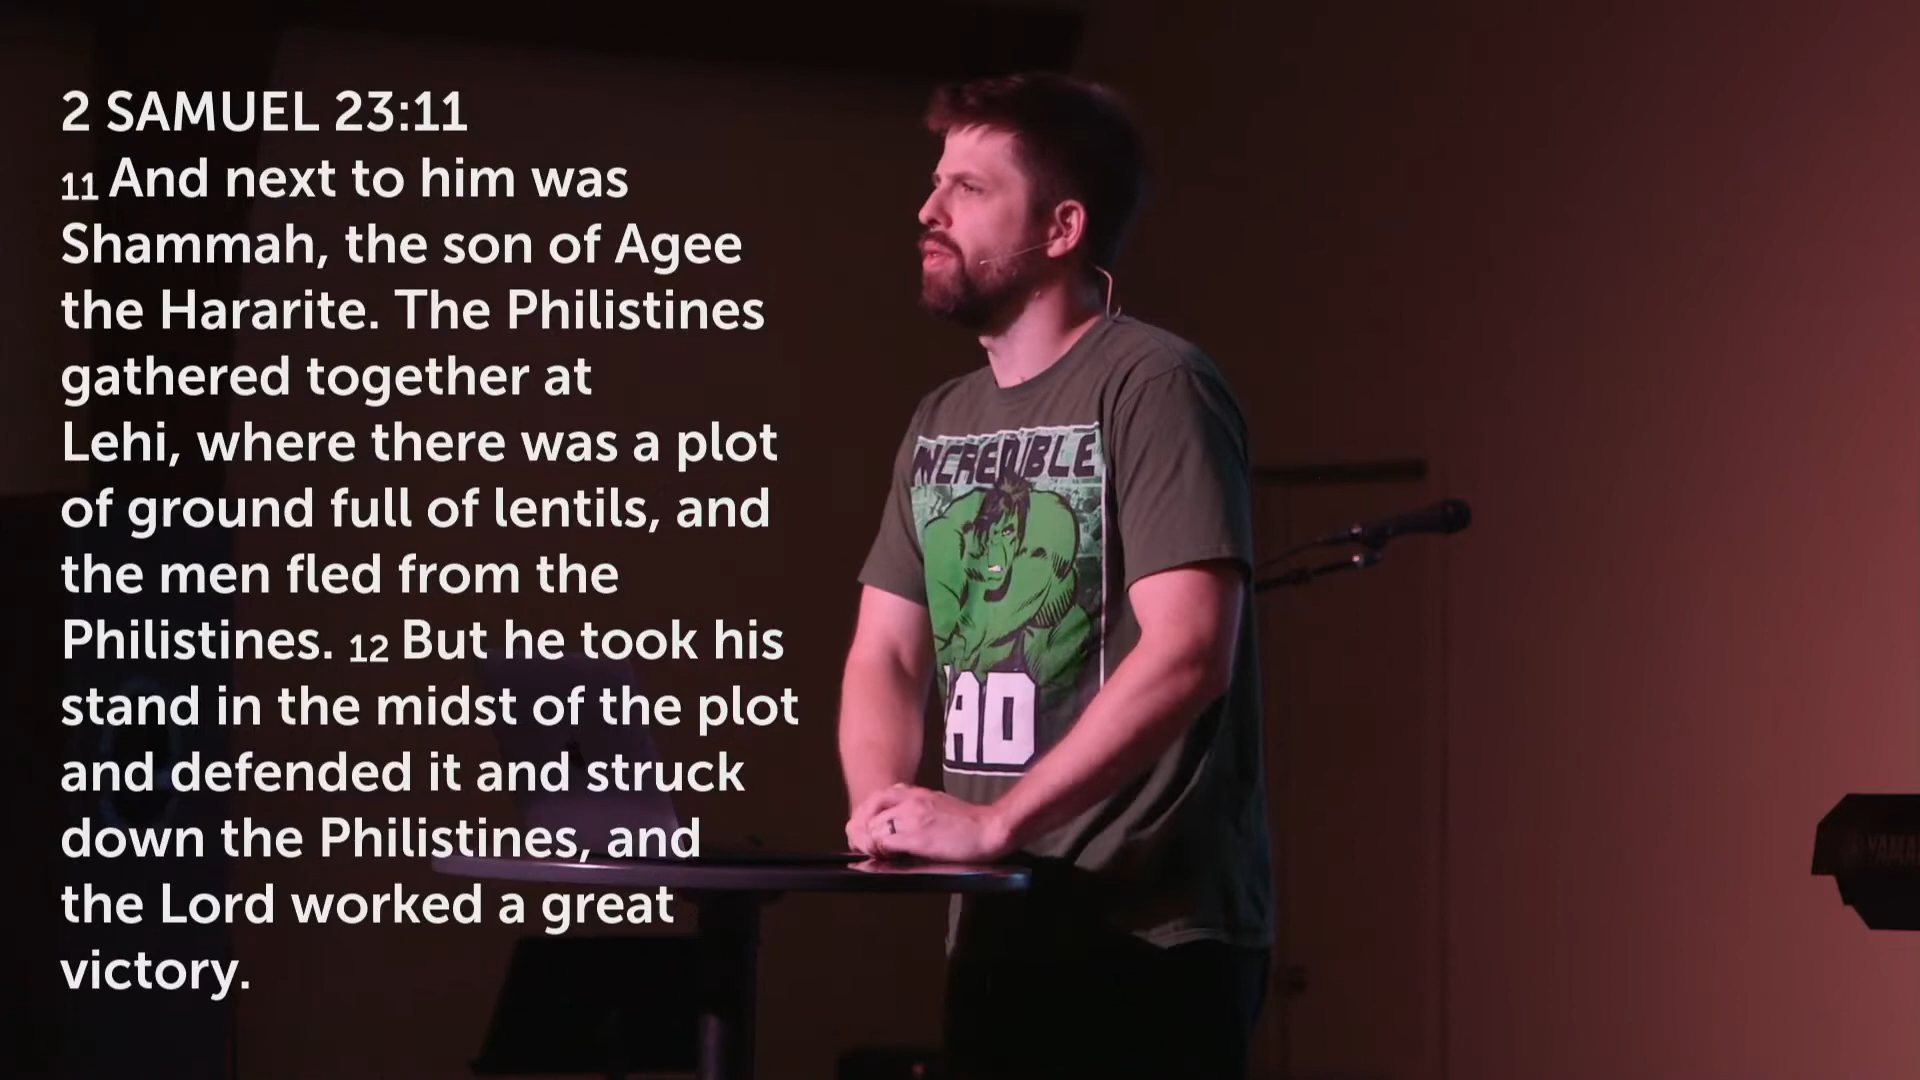 2 SAMUEL 23:11
11 And next to him was
Shammah, the son of Agee
the Hararite. The Philistines
gathered together at
Lehi, where there was a plot
of ground full of lentils, and
the men fled from the
Philistines. 12 But he took his
stand in the midst of the plot
and defended it and struck
down the Philistines, and
the Lord worked a great
victory.
INCREDIBLE
AD
YAMA